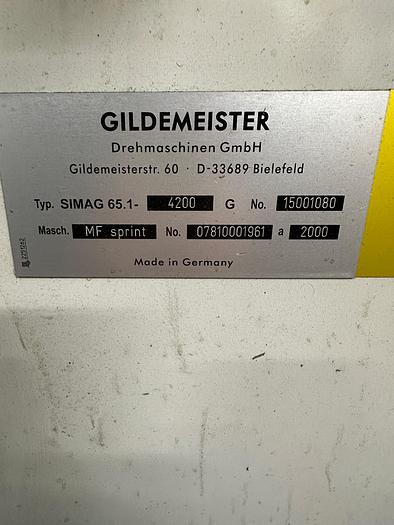 GILDEMEISTER
Drehmaschinen GmbH
Gildemeisterstr. 60 · D-33689 Bielefeld
Typ. SIMAG 65.1- 4200 G No. 15001080
Masch. MF sprint No. 07810001961 a 2000
Made in Germany